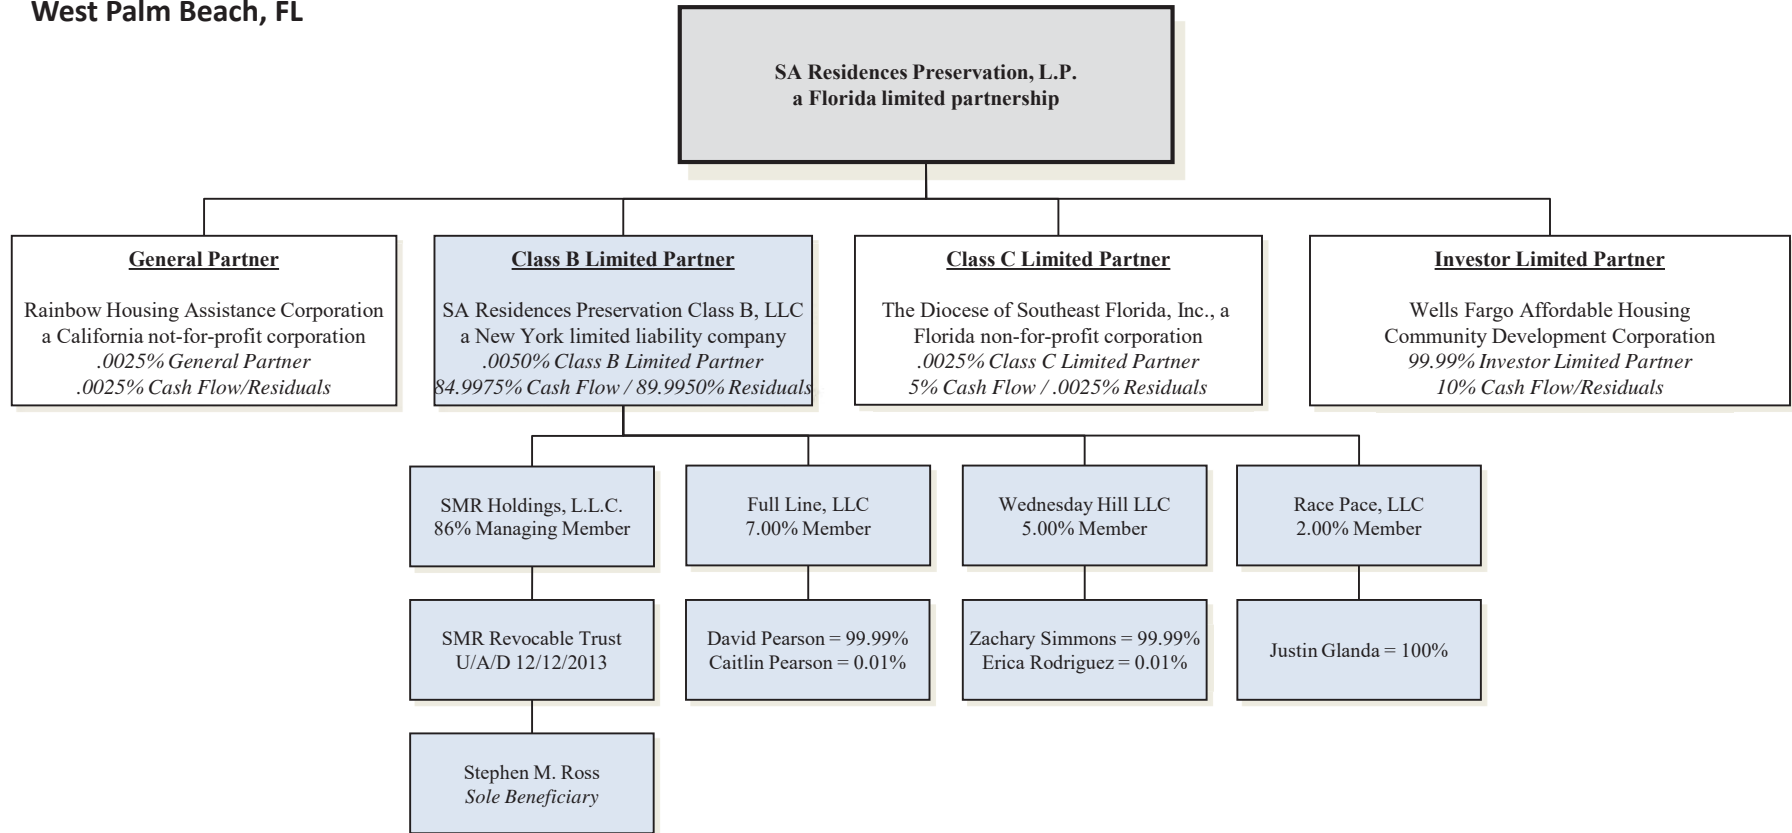 West Palm Beach, FL
SA Residences Preservation, L.P.
a Florida limited partnership
General Partner
Rainbow Housing Assistance Corporation
a California not-for-profit corporation
.0025% General Partner
.0025% Cash Flow/Residuals
Class B Limited Partner
SA Residences Preservation Class B, LLC
a New York limited liability company
.0050% Class B Limited Partner
84.9975% Cash Flow / 89.9950% Residuals
Class C Limited Partner
The Diocese of Southeast Florida, Inc., a
Florida non-for-profit corporation
.0025% Class C Limited Partner
5% Cash Flow / .0025% Residuals
Investor Limited Partner
Wells Fargo Affordable Housing
Community Development Corporation
99.99% Investor Limited Partner
10% Cash Flow/Residuals
SMR Holdings, L.L.C.
86% Managing Member
Full Line, LLC
7.00% Member
Wednesday Hill LLC
5.00% Member
Race Pace, LLC
2.00% Member
SMR Revocable Trust
U/A/D 12/12/2013
David Pearson = 99.99%
Caitlin Pearson = 0.01%
Zachary Simmons = 99.99%
Erica Rodriguez = 0.01%
Justin Glanda = 100%
Stephen M. Ross
Sole Beneficiary